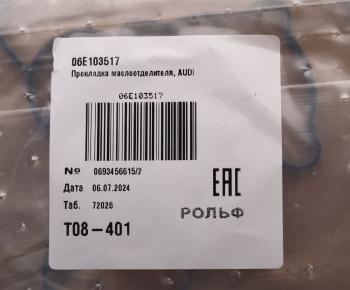 06E103517
Прокладка маслоотделителя, AUDI
06E103517
№ 0693456615/2
Дата 06.07.2024
Таб. 72028
EAC
РОЛЬФ
T08-401